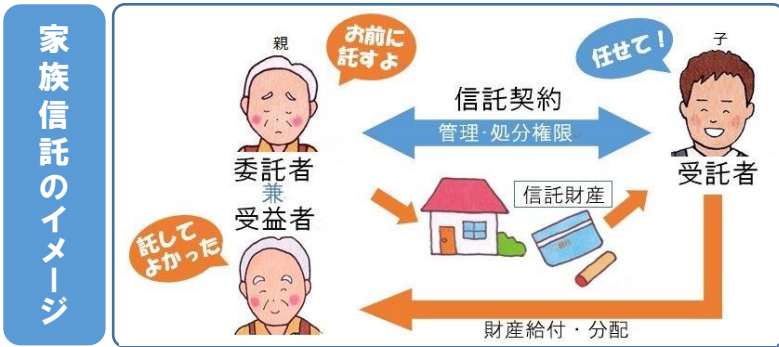 家族信託のイメージ
親
お前に
託すよ
子
任せて！
信託契約
管理・処分権限
委託者
兼
受益者
受託者
信託財産
託して
よかった
財産給付・分配